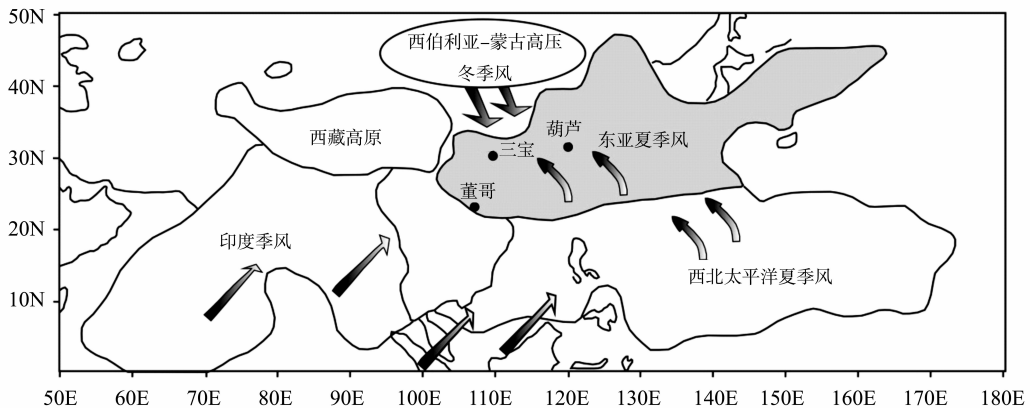 50N
40N
30N
20N
10N
西伯利亚-蒙古高压
冬季风
西藏高原
葫芦
三宝
东亚夏季风
董哥
印度季风
西北太平洋夏季风
50E
60E
70E
80E
90E
100E
110E
120E
130E
140E
150E
160E
170E
180E